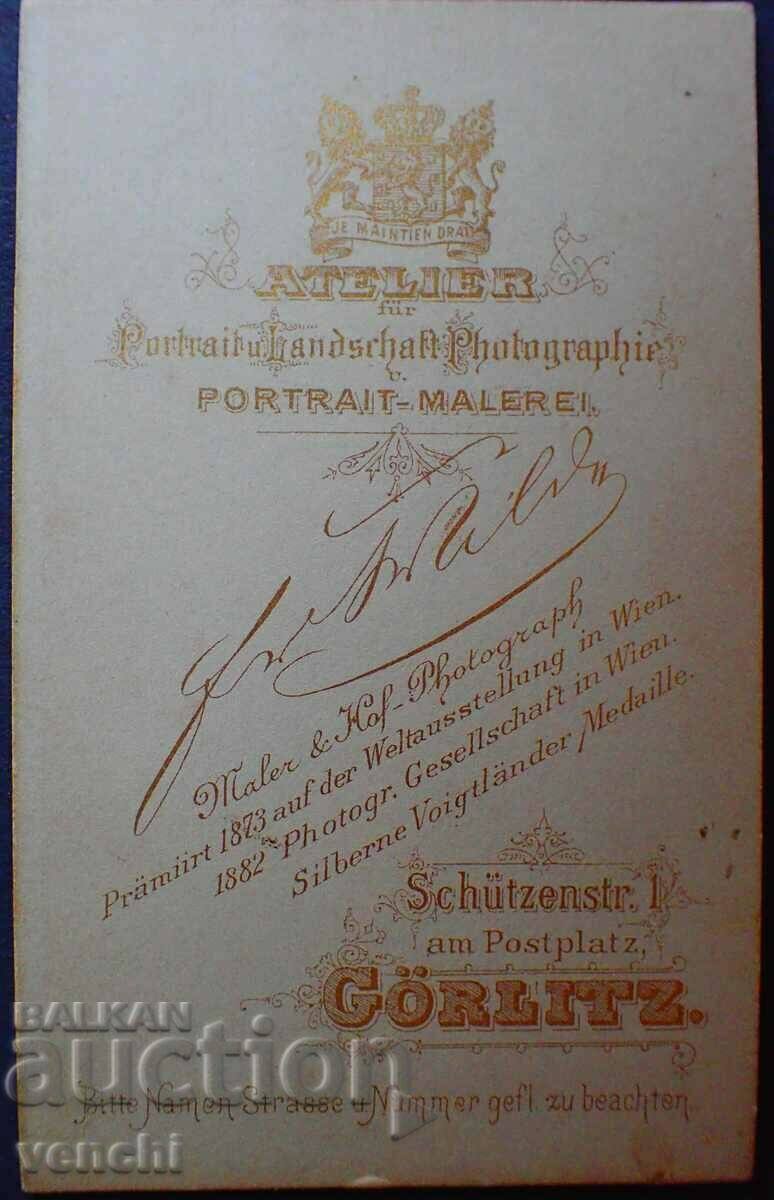 JE MAINTIENDRAI
ATELIER
für
Portrait u. Landschaft Photographie
v.
PORTRAIT-MALEREI.
Fr. Wilde
Maler & Hof-Photograph
Prämiirt 1873 auf der Weltausstellung in Wien.
1882 Photogr. Gesellschaft in Wien.
Silberne Voigtländer Medaille.
Schützenstr. 1
am Postplatz,
GÖRLITZ.
Bitte Namen Strasse u. Nummer gefl. zu beachten.
BALKAN
auction
venchi